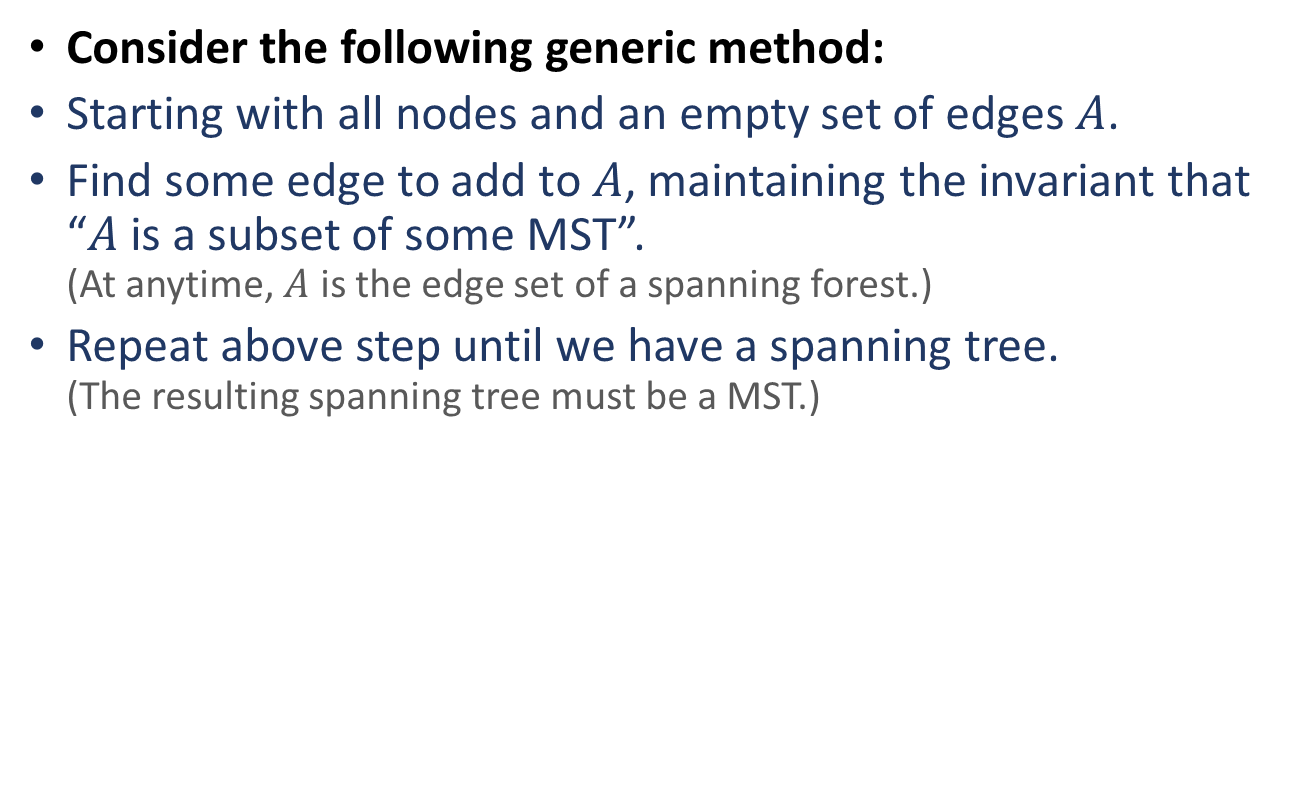 • Consider the following generic method:
• Starting with all nodes and an empty set of edges A.
• Find some edge to add to A, maintaining the invariant that
“A is a subset of some MST”.
(At anytime, A is the edge set of a spanning forest.)
• Repeat above step until we have a spanning tree.
(The resulting spanning tree must be a MST.)